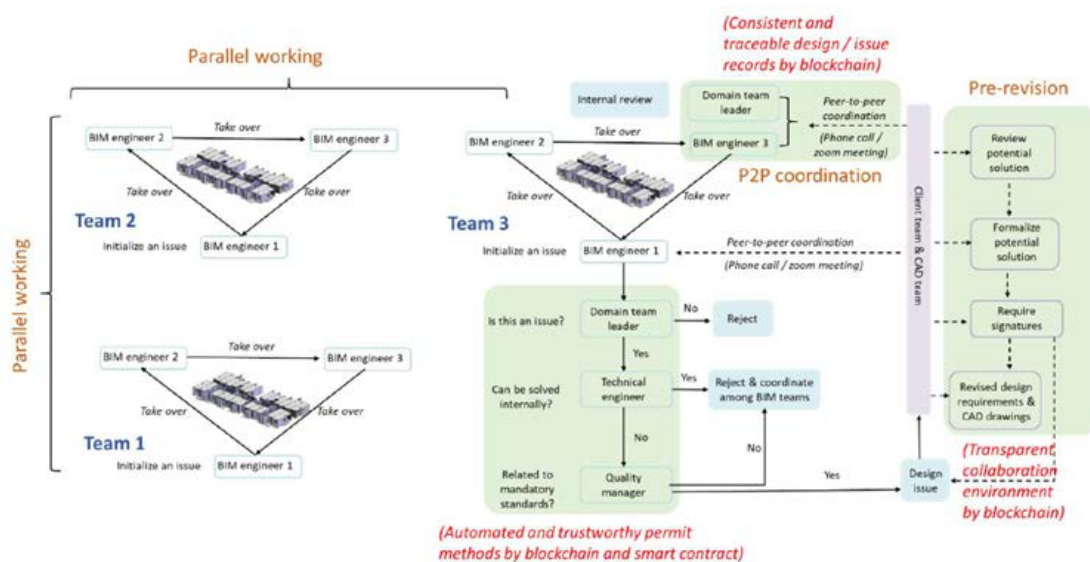 Parallel working
Parallel working
BIM engineer 2
Take over
BIM engineer 3
Take over
Take over
Team 2
Initialize an issue
BIM engineer 1
BIM engineer 2
Take over
BIM engineer 3
Take over
Take over
Team 1
Initialize an issue
BIM engineer 1
(Consistent and
traceable design / issue
records by blockchain)
Internal review
Domain team
leader
BIM engineer 2
Take over
BIM engineer 3
Peer-to-peer
coordination
(Phone call /
zoom meeting)
P2P coordination
Take over
Take over
Team 3
Initialize an issue
BIM engineer 1
Peer-to-peer coordination
(Phone call / zoom meeting)
Is this an issue?
Domain team
leader
No
Reject
Yes
Can be solved
internally?
Technical
engineer
Yes
Reject & coordinate
among BIM teams
No
No
Related to
mandatory
standards?
Quality
manager
Yes
Design
issue
(Automated and trustworthy permit
methods by blockchain and smart contract)
Client team & CAD team
Pre-revision
Review
potential
solution
Formalize
potential
solution
Require
signatures
Revised design
requirements &
CAD drawings
(Transparent
collaboration
environment
by blockchain)